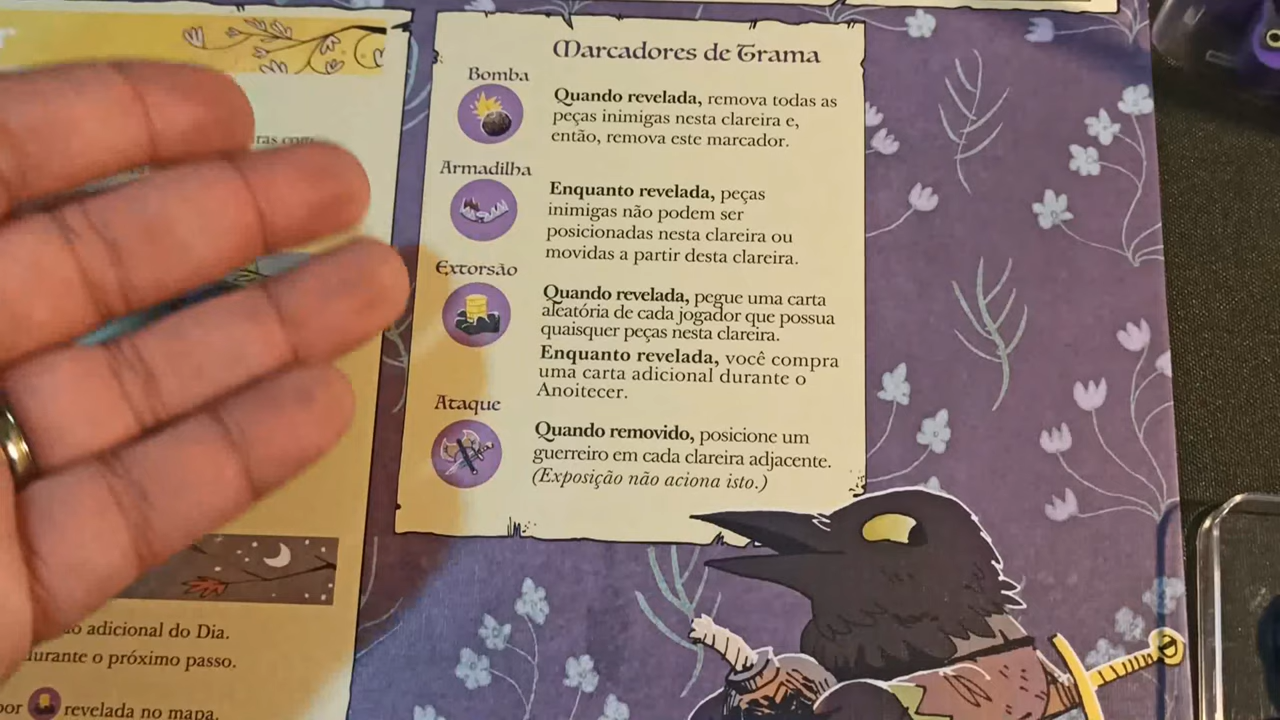 Marcadores de Trama
Bomba
Quando revelada, remova todas as
peças inimigas nesta clareira e,
então, remova este marcador.
Armadilha
Enquanto revelada, peças
inimigas não podem ser
posicionadas nesta clareira ou
movidas a partir desta clareira.
Extorsão
Quando revelada, pegue uma carta
aleatória de cada jogador que possua
quaisquer peças nesta clareira.
Enquanto revelada, você compra
uma carta adicional durante o
Anoitecer.
Ataque
Quando removido, posicione um
guerreiro em cada clareira adjacente.
(Exposição não aciona isto.)
adicional do Dia.
durante o próximo passo.
por revelada no mapa.